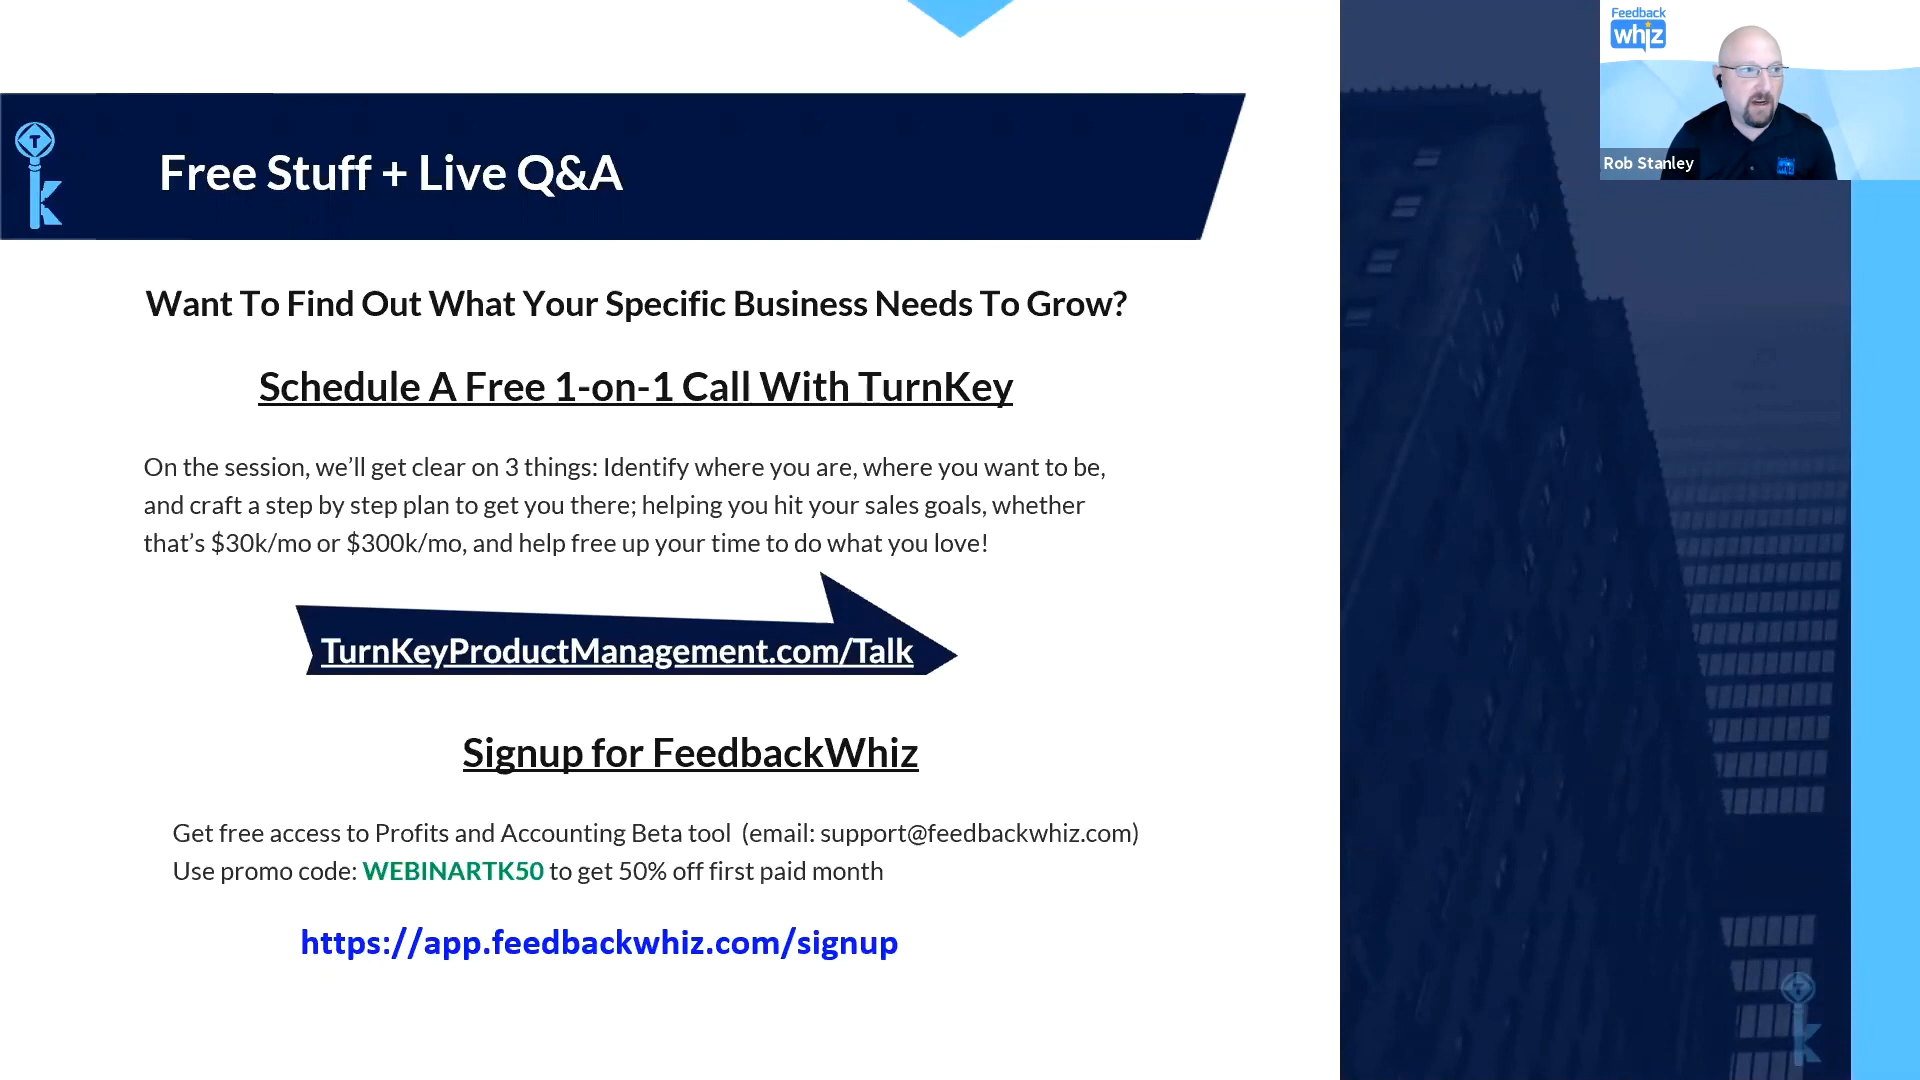 Feedback
whiz
Rob Stanley
T
k
Free Stuff + Live Q&A
Want To Find Out What Your Specific Business Needs To Grow?
Schedule A Free 1-on-1 Call With TurnKey
On the session, we’ll get clear on 3 things: Identify where you are, where you want to be,
and craft a step by step plan to get you there; helping you hit your sales goals, whether
that’s $30k/mo or $300k/mo, and help free up your time to do what you love!
TurnKeyProductManagement.com/Talk
Signup for FeedbackWhiz
Get free access to Profits and Accounting Beta tool (email: support@feedbackwhiz.com)
Use promo code: WEBINARTK50 to get 50% off first paid month
https://app.feedbackwhiz.com/signup
T
k